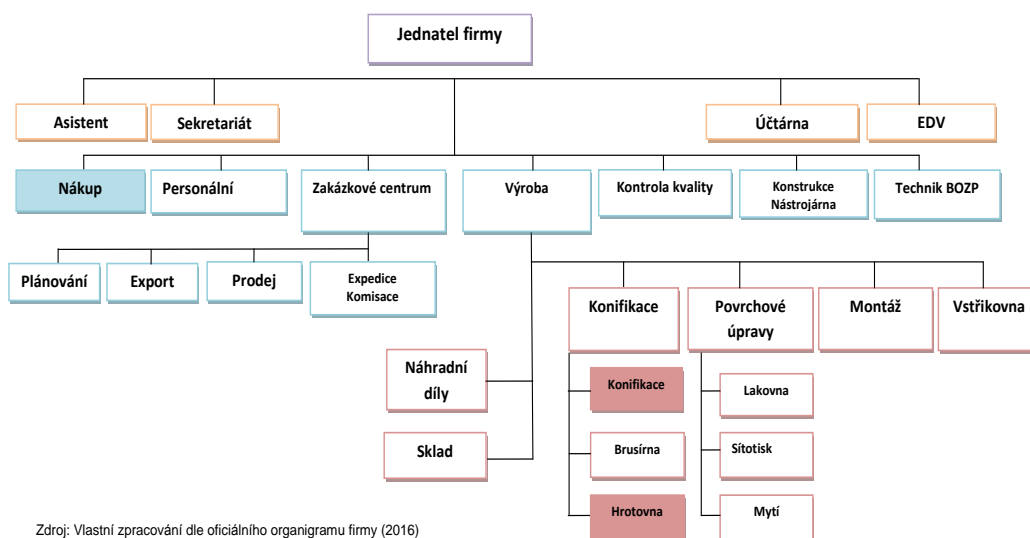 Jednatel firmy
Asistent
Sekretariát
Účtárna
EDV
Nákup
Personální
Zakázkové centrum
Výroba
Kontrola kvality
Konstrukce
Nástrojárna
Technik BOZP
Plánování
Export
Prodej
Expedice
Komisace
Konifikace
Povrchové
úpravy
Montáž
Vstřikovna
Náhradní
díly
Konifikace
Lakovna
Sklad
Brusírna
Sítotisk
Hrotovna
Mytí
Zdroj: Vlastní zpracování dle oficiálního organigramu firmy (2016)